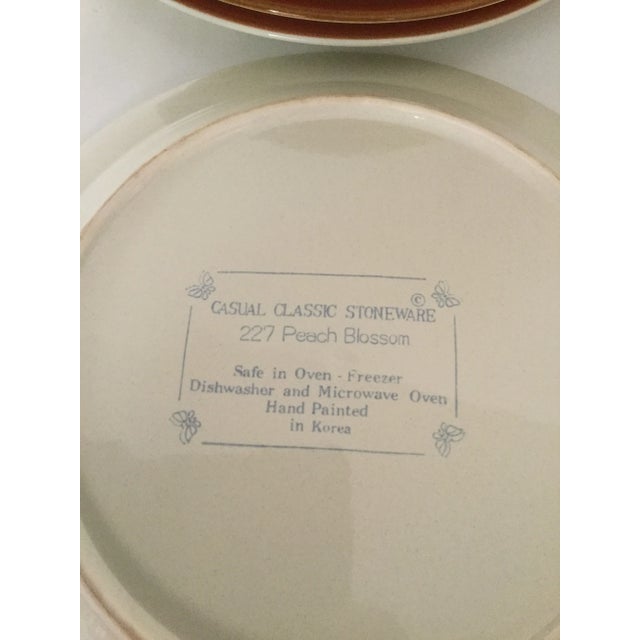 ©
CASUAL CLASSIC STONEWARE
227 Peach Blossom
Safe in Oven - Freezer
Dishwasher and Microwave Oven
Hand Painted
in Korea